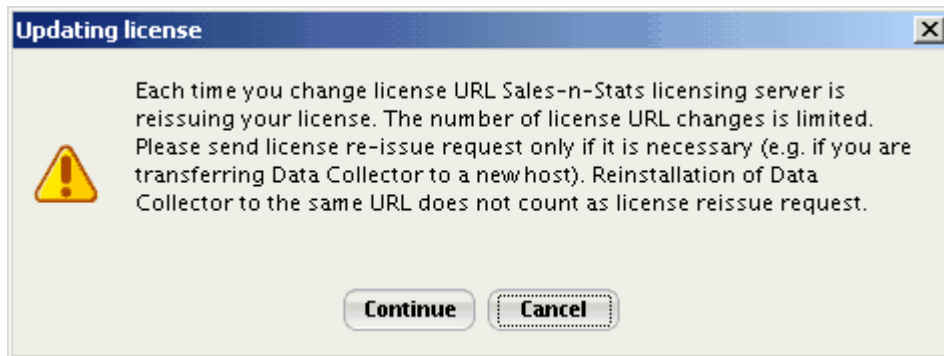 Updating license
Each time you change license URL Sales-n-Stats licensing server is
reissuing your license. The number of license URL changes is limited.
Please send license re-issue request only if it is necessary (e.g. if you are
transferring Data Collector to a new host). Reinstallation of Data
Collector to the same URL does not count as license reissue request.
Continue Cancel